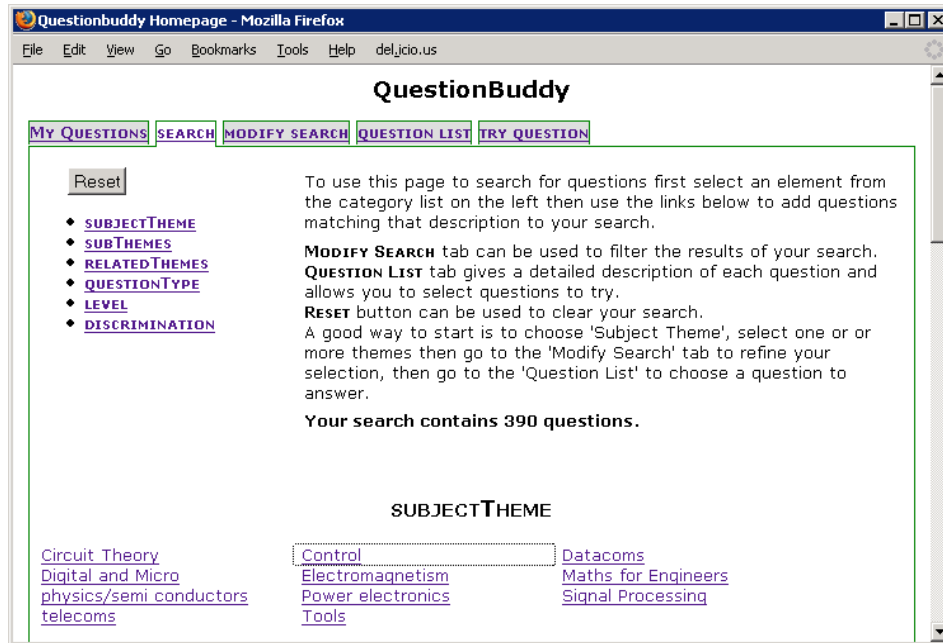 Questionbuddy Homepage - Mozilla Firefox
File Edit View Go Bookmarks Tools Help del.icio.us
QuestionBuddy
My Questions search modify search question list try question
Reset
subjectTheme
subThemes
relatedThemes
questionType
level
discrimination
To use this page to search for questions first select an element from
the category list on the left then use the links below to add questions
matching that description to your search.
Modify Search tab can be used to filter the results of your search.
Question List tab gives a detailed description of each question and
allows you to select questions to try.
Reset button can be used to clear your search.
A good way to start is to choose 'Subject Theme', select one or or
more themes then go to the 'Modify Search' tab to refine your
selection, then go to the 'Question List' to choose a question to
answer.
Your search contains 390 questions.
subjectTheme
Circuit Theory Control Datacoms
Digital and Micro Electromagnetism Maths for Engineers
physics/semi conductors Power electronics Signal Processing
telecoms Tools